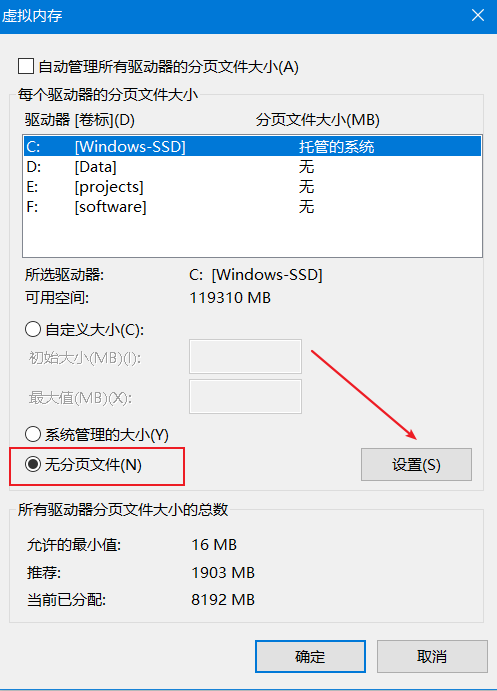 虚拟内存
自动管理所有驱动器的分页文件大小(A)
每个驱动器的分页文件大小
驱动器 [卷标](D) 分页文件大小(MB)
C: [Windows-SSD] 托管的系统
D: [Data] 无
E: [projects] 无
F: [software] 无
所选驱动器: C: [Windows-SSD]
可用空间: 119310 MB
自定义大小(C):
初始大小(MB)(I):
最大值(MB)(X):
系统管理的大小(Y)
无分页文件(N) 设置(S)
所有驱动器分页文件大小的总数
允许的最小值: 16 MB
推荐: 1903 MB
当前已分配: 8192 MB
确定 取消